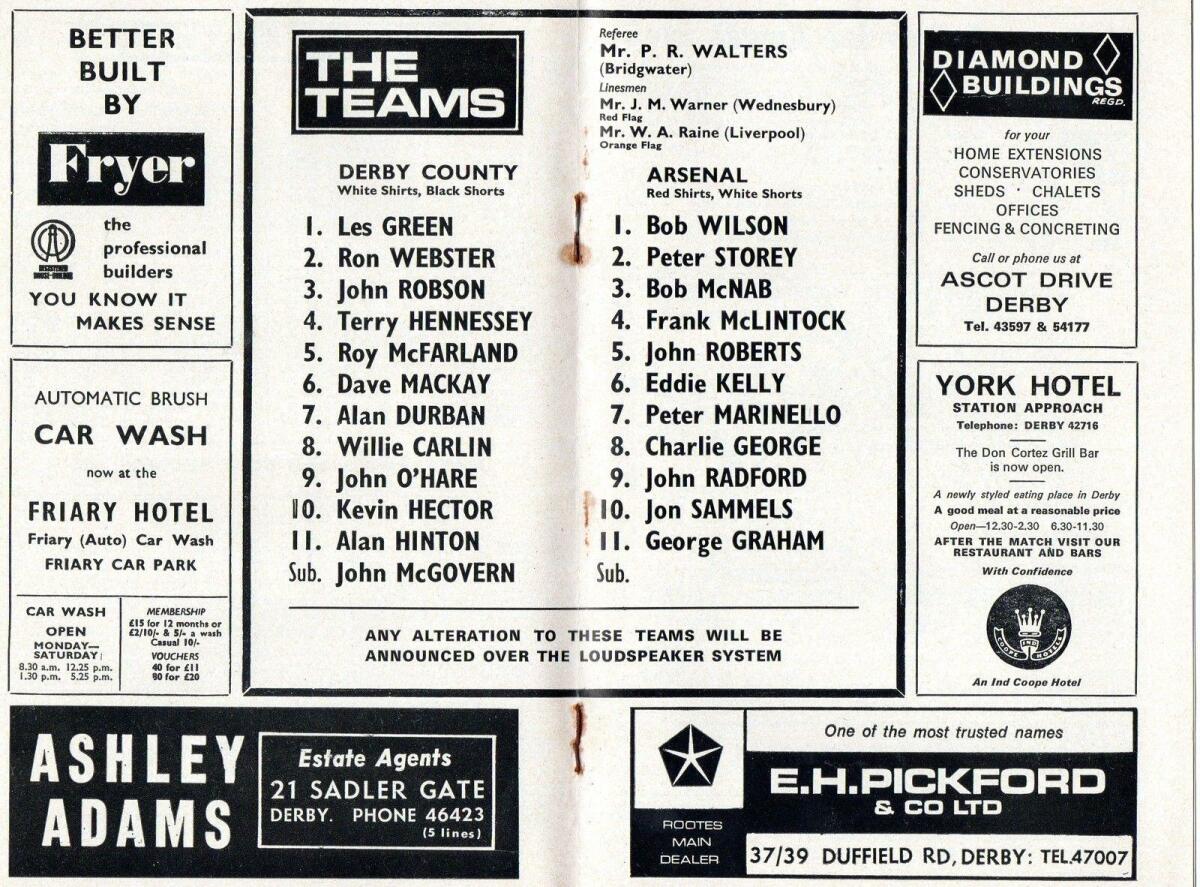 BETTER
BUILT
BY
Fryer
the
professional
builders
YOU KNOW IT
MAKES SENSE
AUTOMATIC BRUSH
CAR WASH
now at the
FRIARY HOTEL
Friary (Auto) Car Wash
FRIARY CAR PARK
CAR WASH
OPEN
MONDAY—
SATURDAY:
8.30 a.m. 12.25 p.m.
1.30 p.m. 5.25 p.m.
MEMBERSHIP
£15 for 12 months or
£2/10/- & 5/- a wash
Casual 10/-
VOUCHERS
40 for £11
80 for £20
THE
TEAMS
DERBY COUNTY
White Shirts, Black Shorts
1. Les GREEN
2. Ron WEBSTER
3. John ROBSON
4. Terry HENNESSEY
5. Roy McFARLAND
6. Dave MACKAY
7. Alan DURBAN
8. Willie CARLIN
9. John O'HARE
10. Kevin HECTOR
11. Alan HINTON
Sub. John McGOVERN
Referee
Mr. P. R. WALTERS
(Bridgwater)
Linesmen
Mr. J. M. Warner (Wednesbury)
Red Flag
Mr. W. A. Raine (Liverpool)
Orange Flag
ARSENAL
Red Shirts, White Shorts
1. Bob WILSON
2. Peter STOREY
3. Bob McNAB
4. Frank McLINTOCK
5. John ROBERTS
6. Eddie KELLY
7. Peter MARINELLO
8. Charlie GEORGE
9. John RADFORD
10. Jon SAMMELS
11. George GRAHAM
Sub.
ANY ALTERATION TO THESE TEAMS WILL BE
ANNOUNCED OVER THE LOUDSPEAKER SYSTEM
DIAMOND
BUILDINGS
REGD.
for your
HOME EXTENSIONS
CONSERVATORIES
SHEDS · CHALETS
OFFICES
FENCING & CONCRETING
Call or phone us at
ASCOT DRIVE
DERBY
Tel. 43597 & 54177
YORK HOTEL
STATION APPROACH
Telephone: DERBY 42716
The Don Cortez Grill Bar
is now open.
A newly styled eating place in Derby
A good meal at a reasonable price
Open—12.30-2.30 6.30-11.30
AFTER THE MATCH VISIT OUR
RESTAURANT AND BARS
With Confidence
IND COOPE HOTELS
An Ind Coope Hotel
ASHLEY
ADAMS
Estate Agents
21 SADLER GATE
DERBY. PHONE 46423
(5 lines)
ROOTES
MAIN
DEALER
One of the most trusted names
E.H.PICKFORD
& CO LTD
37/39 DUFFIELD RD, DERBY: TEL.47007